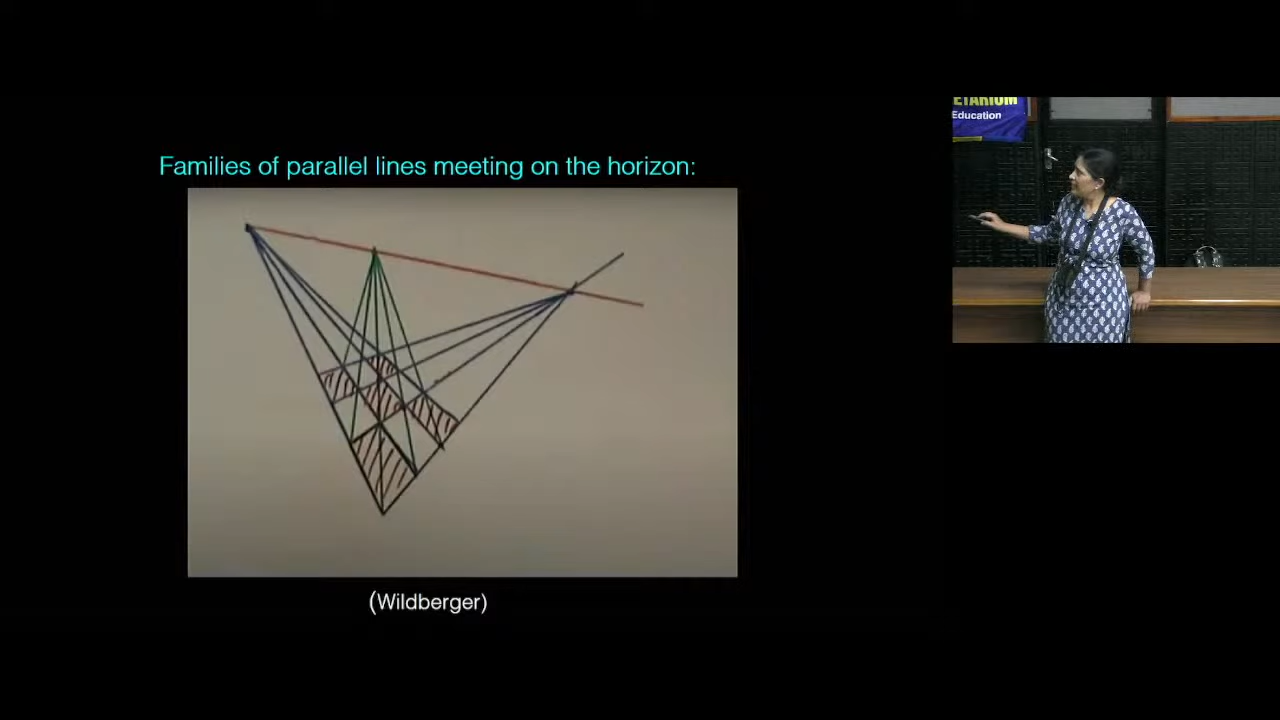 Families of parallel lines meeting on the horizon:
(Wildberger)
Education